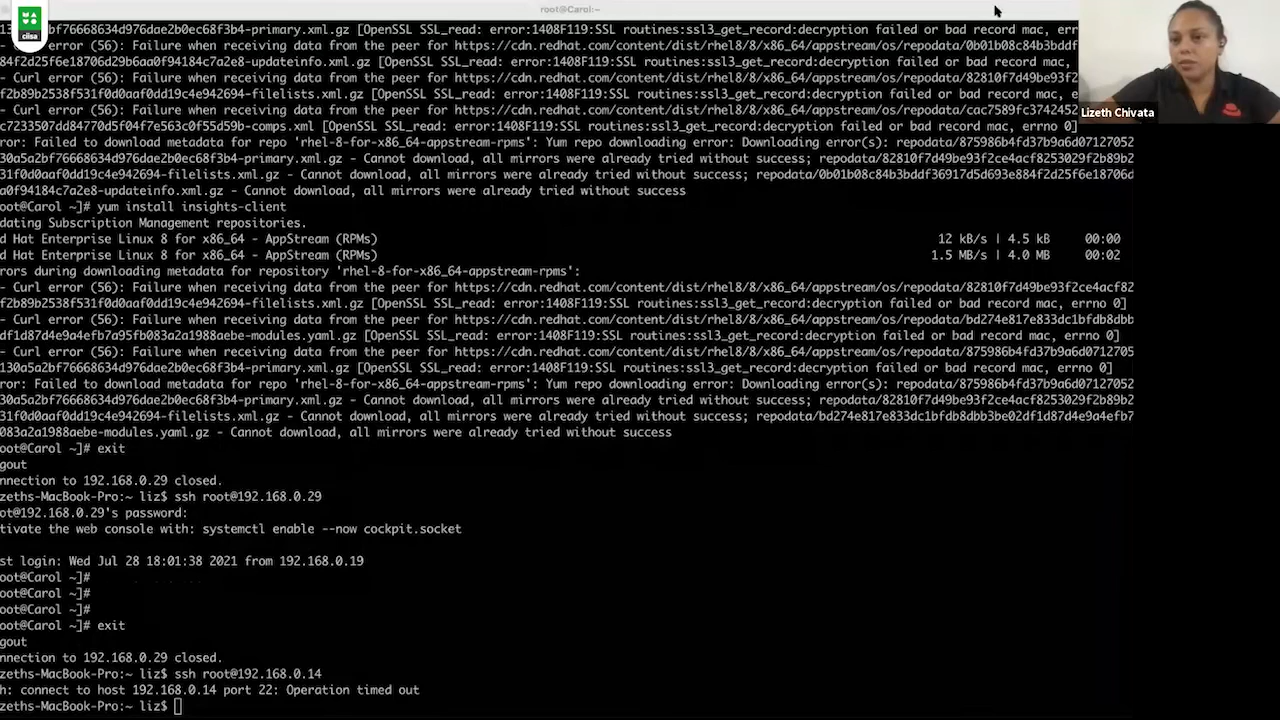 root@Carol:~
clisa
Lizeth Chivata
13 bf76668634d976dae2b0ec68f3b4-primary.xml.gz [OpenSSL SSL_read: error:1408F119:SSL routines:ssl3_get_record:decryption failed or bad record mac, err
- Curl error (56): Failure when receiving data from the peer for https://cdn.redhat.com/content/dist/rhel8/8/x86_64/appstream/os/repodata/0b01b08c84b3bddf
84f2d25f6e18706d29b6aa0f94184c7a2e8-updateinfo.xml.gz [OpenSSL SSL_read: error:1408F119:SSL routines:ssl3_get_record:decryption failed or bad record mac,
- Curl error (56): Failure when receiving data from the peer for https://cdn.redhat.com/content/dist/rhel8/8/x86_64/appstream/os/repodata/82810f7d49be93f2
f2b89b2538f531f0d0aaf0dd19c4e942694-filelists.xml.gz [OpenSSL SSL_read: error:1408F119:SSL routines:ssl3_get_record:decryption failed or bad record mac,
- Curl error (56): Failure when receiving data from the peer for https://cdn.redhat.com/content/dist/rhel8/8/x86_64/appstream/os/repodata/cac7589fc3742452
c7233507dd84770d5f04f7e563c0f55d59b-comps.xml [OpenSSL SSL_read: error:1408F119:SSL routines:ssl3_get_record:decryption failed or bad record mac, errno 0]
ror: Failed to download metadata for repo 'rhel-8-for-x86_64-appstream-rpms': Yum repo downloading error: Downloading error(s): repodata/875986b4fd37b9a6d07127052
30a5a2bf76668634d976dae2b0ec68f3b4-primary.xml.gz - Cannot download, all mirrors were already tried without success; repodata/82810f7d49be93f2ce4acf8253029f2b89b2
31f0d0aaf0dd19c4e942694-filelists.xml.gz - Cannot download, all mirrors were already tried without success; repodata/0b01b08c84b3bddf36917d5d693e884f2d25f6e18706d
a0f94184c7a2e8-updateinfo.xml.gz - Cannot download, all mirrors were already tried without success
oot@Carol ~]# yum install insights-client
dating Subscription Management repositories.
d Hat Enterprise Linux 8 for x86_64 - AppStream (RPMs) 12 kB/s | 4.5 kB 00:00
d Hat Enterprise Linux 8 for x86_64 - AppStream (RPMs) 1.5 MB/s | 4.0 MB 00:02
rors during downloading metadata for repository 'rhel-8-for-x86_64-appstream-rpms':
- Curl error (56): Failure when receiving data from the peer for https://cdn.redhat.com/content/dist/rhel8/8/x86_64/appstream/os/repodata/82810f7d49be93f2ce4acf82
f2b89b2538f531f0d0aaf0dd19c4e942694-filelists.xml.gz [OpenSSL SSL_read: error:1408F119:SSL routines:ssl3_get_record:decryption failed or bad record mac, errno 0]
- Curl error (56): Failure when receiving data from the peer for https://cdn.redhat.com/content/dist/rhel8/8/x86_64/appstream/os/repodata/bd274e817e833dc1bfdb8dbb
df1d87d4e9a4efb7a95fb083a2a1988aebe-modules.yaml.gz [OpenSSL SSL_read: error:1408F119:SSL routines:ssl3_get_record:decryption failed or bad record mac, errno 0]
- Curl error (56): Failure when receiving data from the peer for https://cdn.redhat.com/content/dist/rhel8/8/x86_64/appstream/os/repodata/875986b4fd37b9a6d0712705
130a5a2bf76668634d976dae2b0ec68f3b4-primary.xml.gz [OpenSSL SSL_read: error:1408F119:SSL routines:ssl3_get_record:decryption failed or bad record mac, errno 0]
ror: Failed to download metadata for repo 'rhel-8-for-x86_64-appstream-rpms': Yum repo downloading error: Downloading error(s): repodata/875986b4fd37b9a6d07127052
30a5a2bf76668634d976dae2b0ec68f3b4-primary.xml.gz - Cannot download, all mirrors were already tried without success; repodata/82810f7d49be93f2ce4acf8253029f2b89b2
31f0d0aaf0dd19c4e942694-filelists.xml.gz - Cannot download, all mirrors were already tried without success; repodata/bd274e817e833dc1bfdb8dbb3be02df1d87d4e9a4efb7
083a2a1988aebe-modules.yaml.gz - Cannot download, all mirrors were already tried without success
oot@Carol ~]# exit
gout
nnection to 192.168.0.29 closed.
zeths-MacBook-Pro:~ liz$ ssh root@192.168.0.29
ot@192.168.0.29's password:
tivate the web console with: systemctl enable --now cockpit.socket
st login: Wed Jul 28 18:01:38 2021 from 192.168.0.19
oot@Carol ~]#
oot@Carol ~]#
oot@Carol ~]#
oot@Carol ~]# exit
gout
nnection to 192.168.0.29 closed.
zeths-MacBook-Pro:~ liz$ ssh root@192.168.0.14
h: connect to host 192.168.0.14 port 22: Operation timed out
zeths-MacBook-Pro:~ liz$